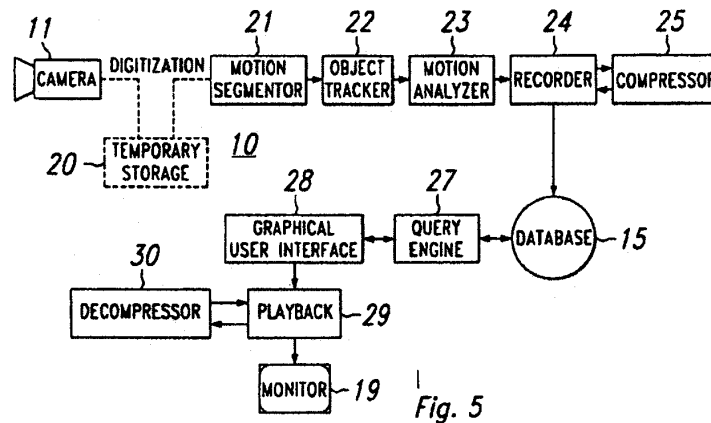 11
21
22
23
24
25
CAMERA
DIGITIZATION
MOTION
SEGMENTOR
OBJECT
TRACKER
MOTION
ANALYZER
RECORDER
COMPRESSOR
20
TEMPORARY
STORAGE
10
28
27
GRAPHICAL
USER INTERFACE
QUERY
ENGINE
DATABASE
15
30
DECOMPRESSOR
PLAYBACK
29
MONITOR
19
Fig. 5